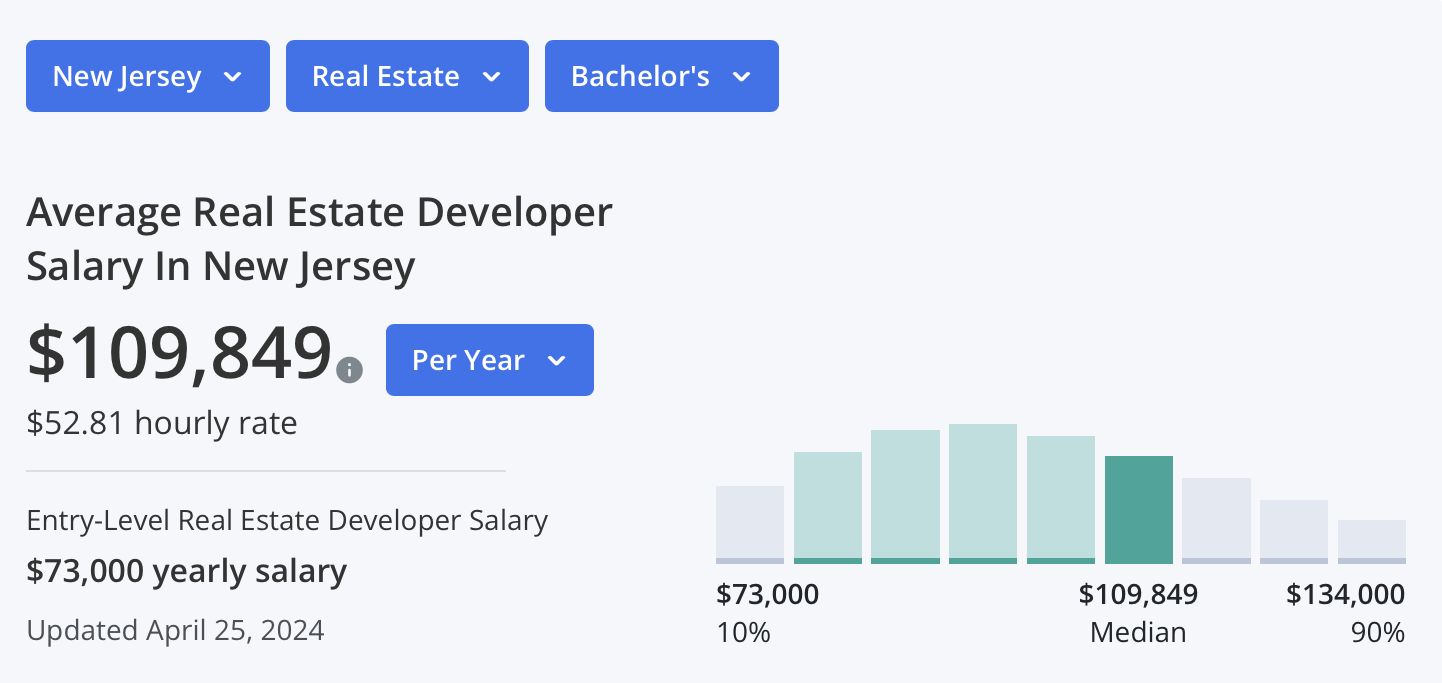 New Jersey
Real Estate
Bachelor's
Average Real Estate Developer
Salary In New Jersey
$109,849
Per Year
$52.81 hourly rate
Entry-Level Real Estate Developer Salary
$73,000 yearly salary
Updated April 25, 2024
$73,000
10%
$109,849
Median
$134,000
90%